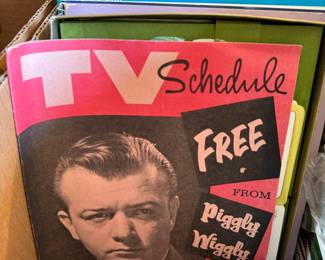 TV Schedule
FREE
FROM
Piggly
Wiggly